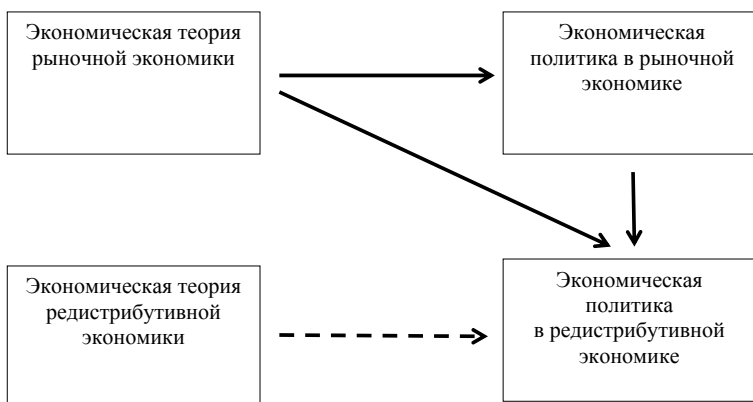 Экономическая теория
рыночной экономики
Экономическая
политика в рыночной
экономике
Экономическая теория
редистрибутивной
экономики
Экономическая
политика
в редистрибутивной
экономике